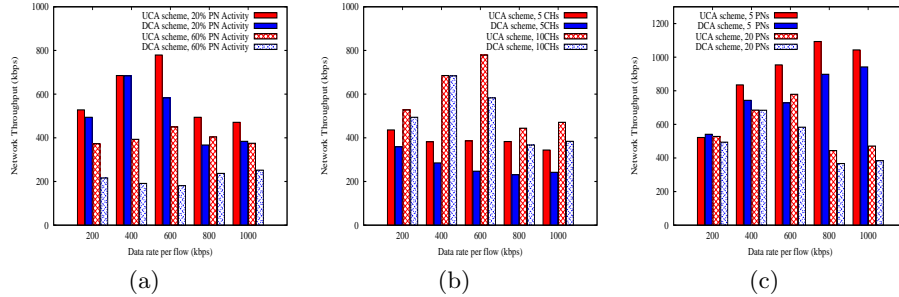 UCA scheme, 20% PN Activity
DCA scheme, 20% PN Activity
UCA scheme, 60% PN Activity
DCA scheme, 60% PN Activity
Network Throughput (kbps)
1000
800
600
400
200
0
200 400 600 800 1000
Data rate per flow (kbps)
(a)
UCA scheme, 5 CHs
DCA scheme, 5CHs
UCA scheme, 10CHs
DCA scheme, 10CHs
Network Throughput (kbps)
1000
800
600
400
200
0
200 400 600 800 1000
Data rate per flow (kbps)
(b)
UCA scheme, 5 PNs
DCA scheme, 5 PNs
UCA scheme, 20 PNs
DCA scheme, 20 PNs
Network Throughput (kbps)
1200
1000
800
600
400
200
0
200 400 600 800 1000
Data rate per flow (kbps)
(c)